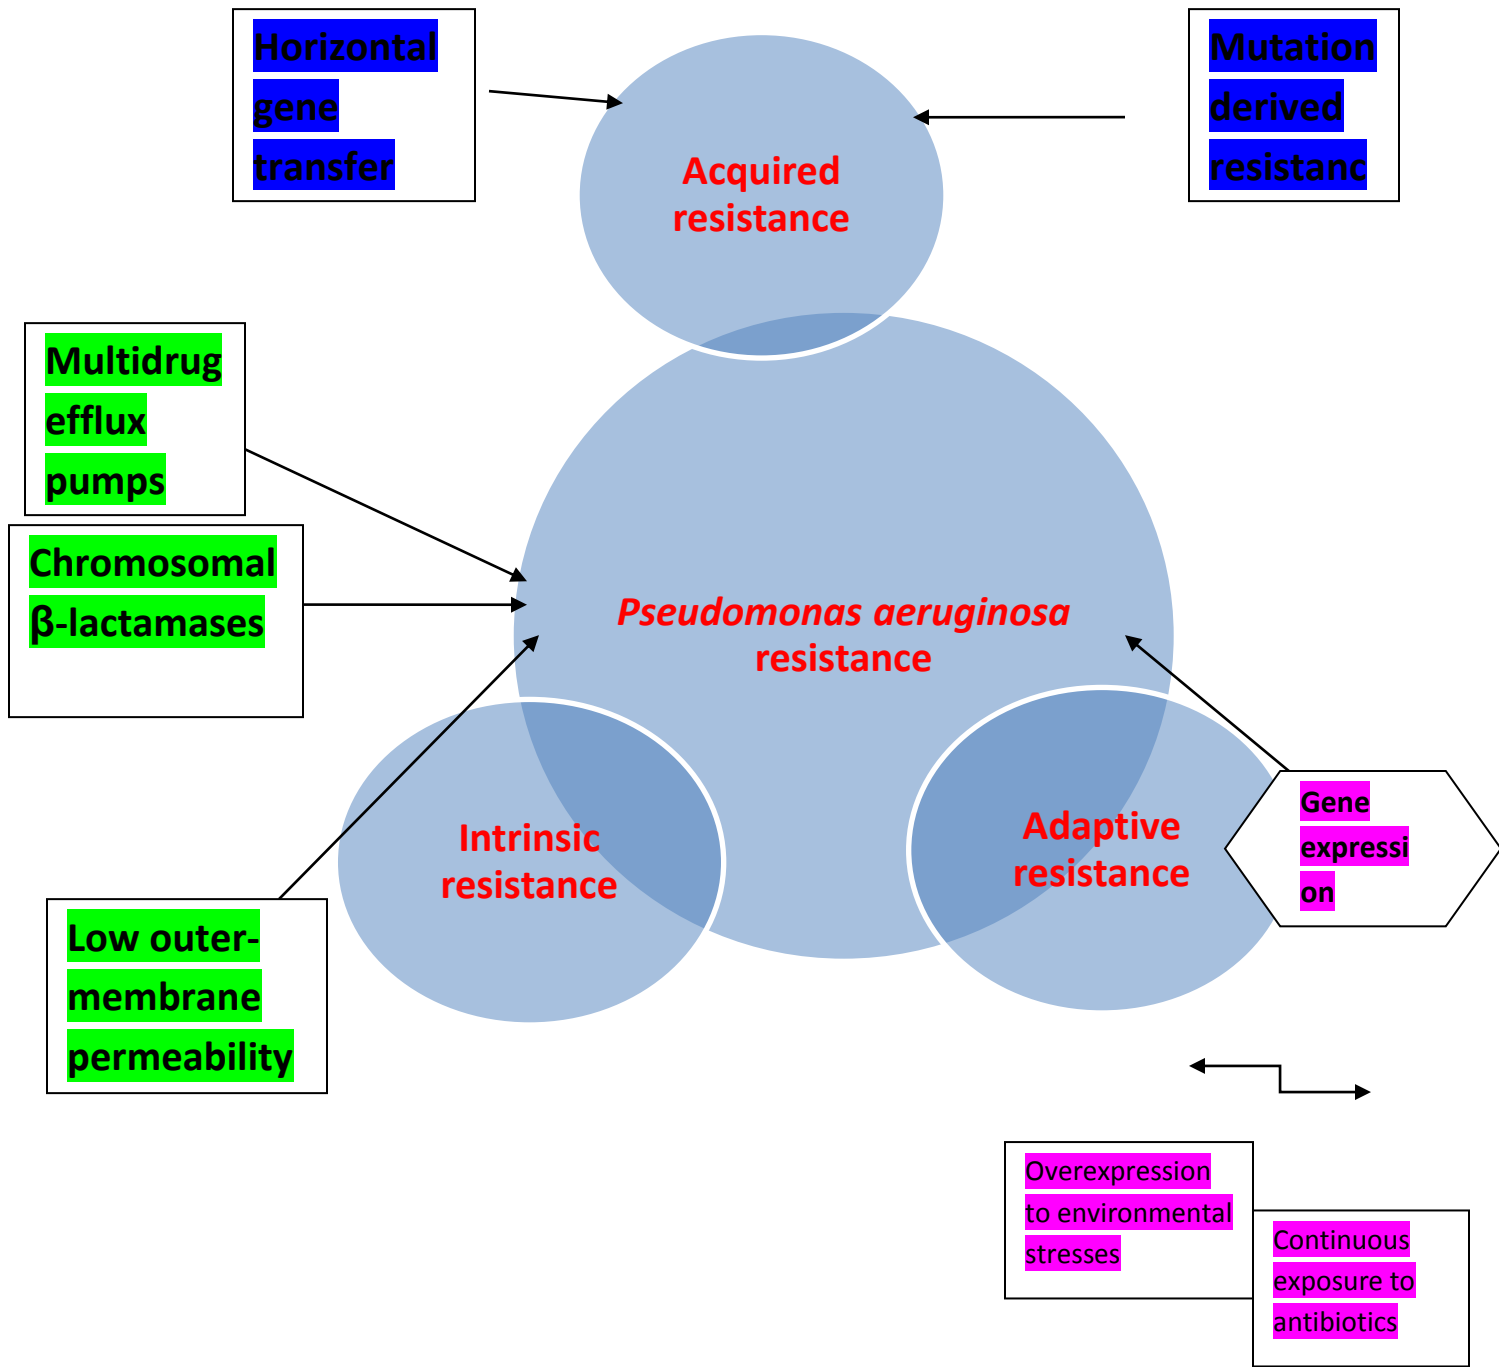 Horizontal
gene
transfer
Mutation
derived
resistanc
Acquired
resistance
Multidrug
efflux
pumps
Chromosomal
β-lactamases
Pseudomonas aeruginosa
resistance
Intrinsic
resistance
Adaptive
resistance
Gene
expressi
on
Low outer-
membrane
permeability
Overexpression
to environmental
stresses
Continuous
exposure to
antibiotics